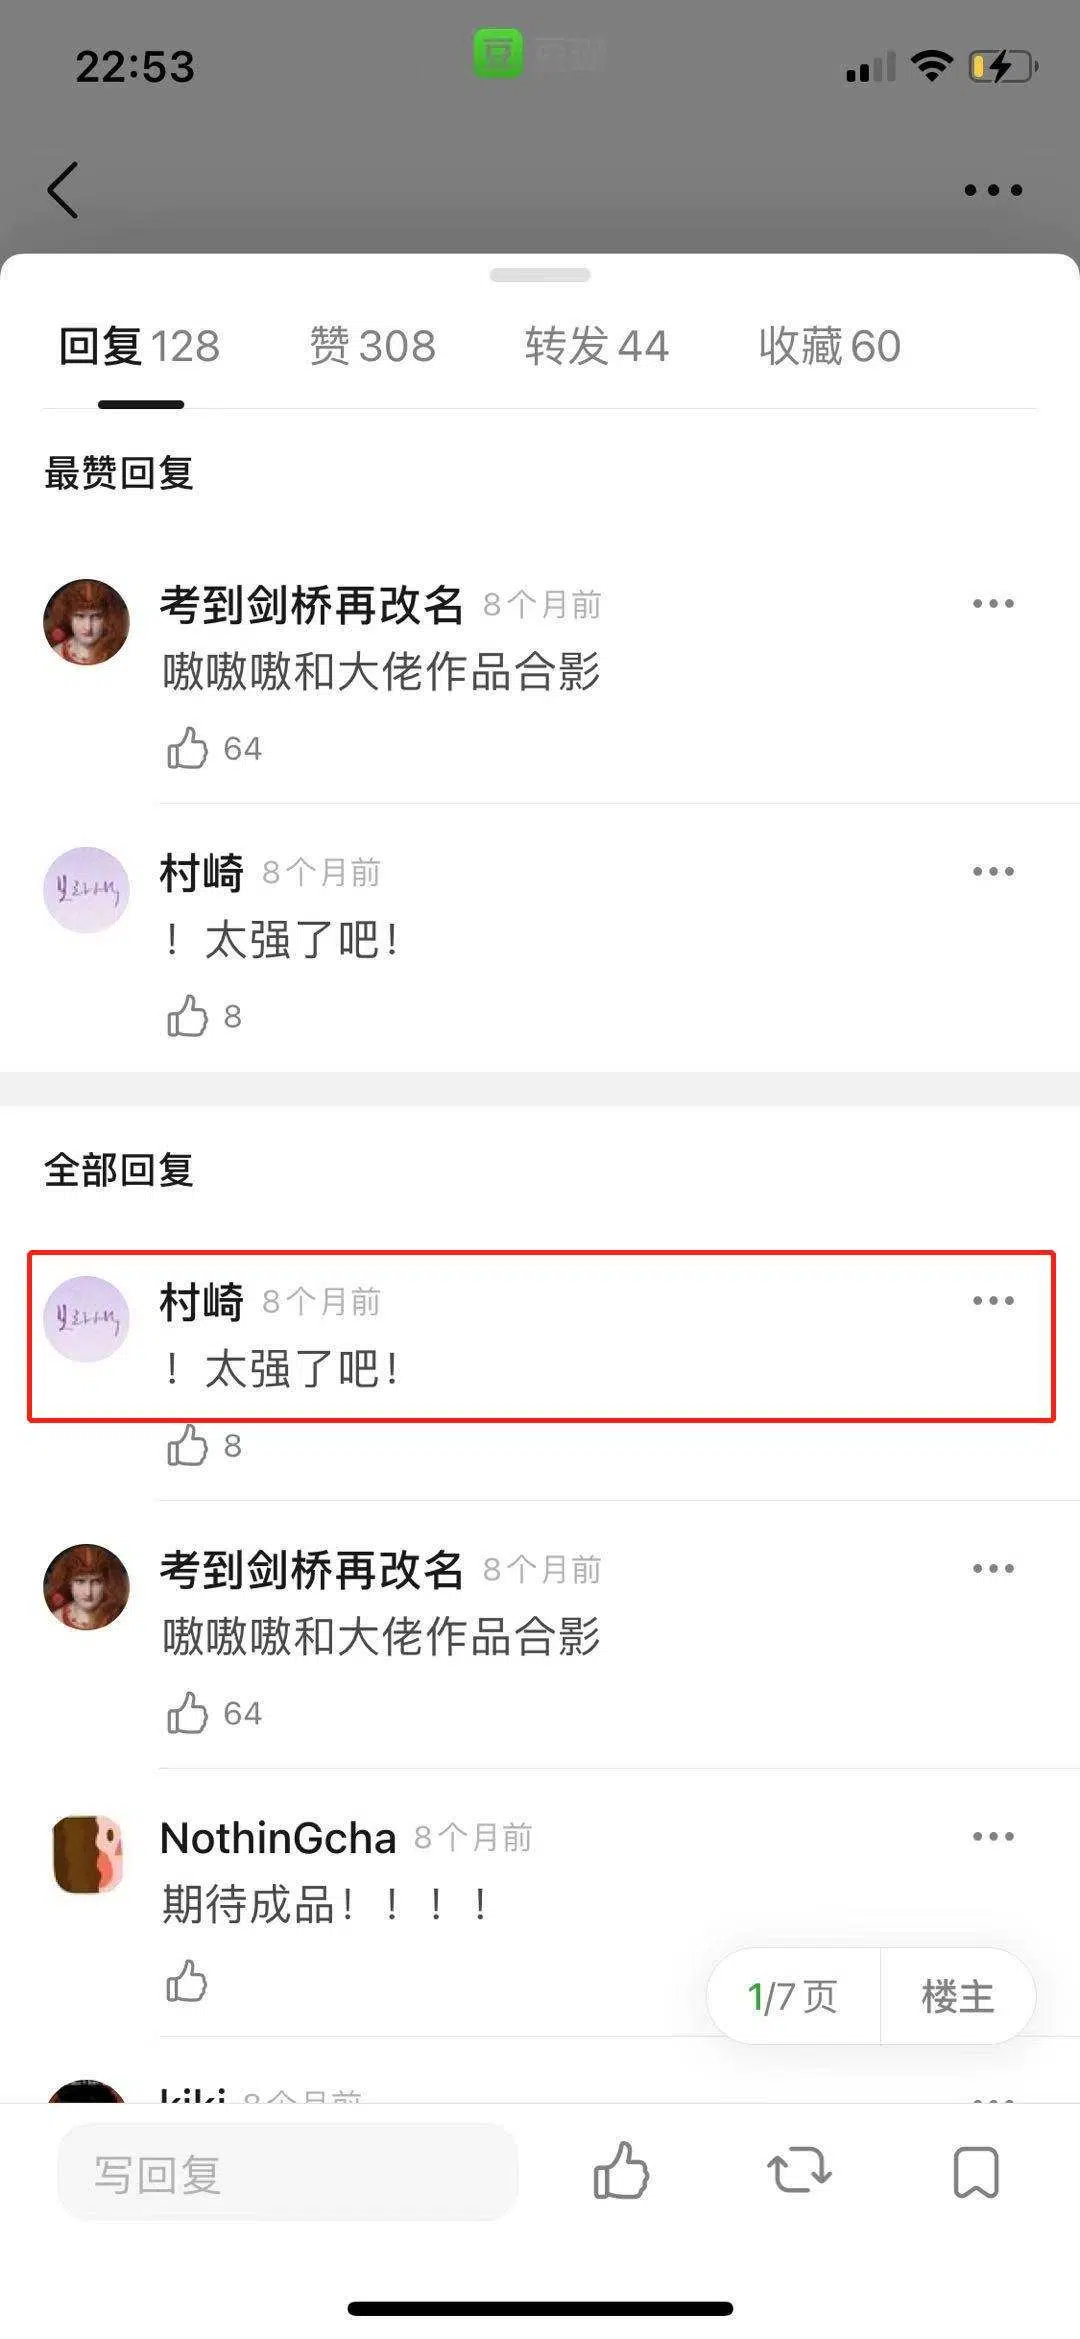 22:53
豆
回复 128 赞 308 转发 44 收藏 60
最赞回复
考到剑桥再改名 8个月前
嗷嗷嗷和大佬作品合影
64
村崎 8个月前
！太强了吧！
8
全部回复
村崎 8个月前
！太强了吧！
8
考到剑桥再改名 8个月前
嗷嗷嗷和大佬作品合影
64
NothinGcha 8个月前
期待成品！！！！
1/7页 楼主
kiki 8个月前
写回复